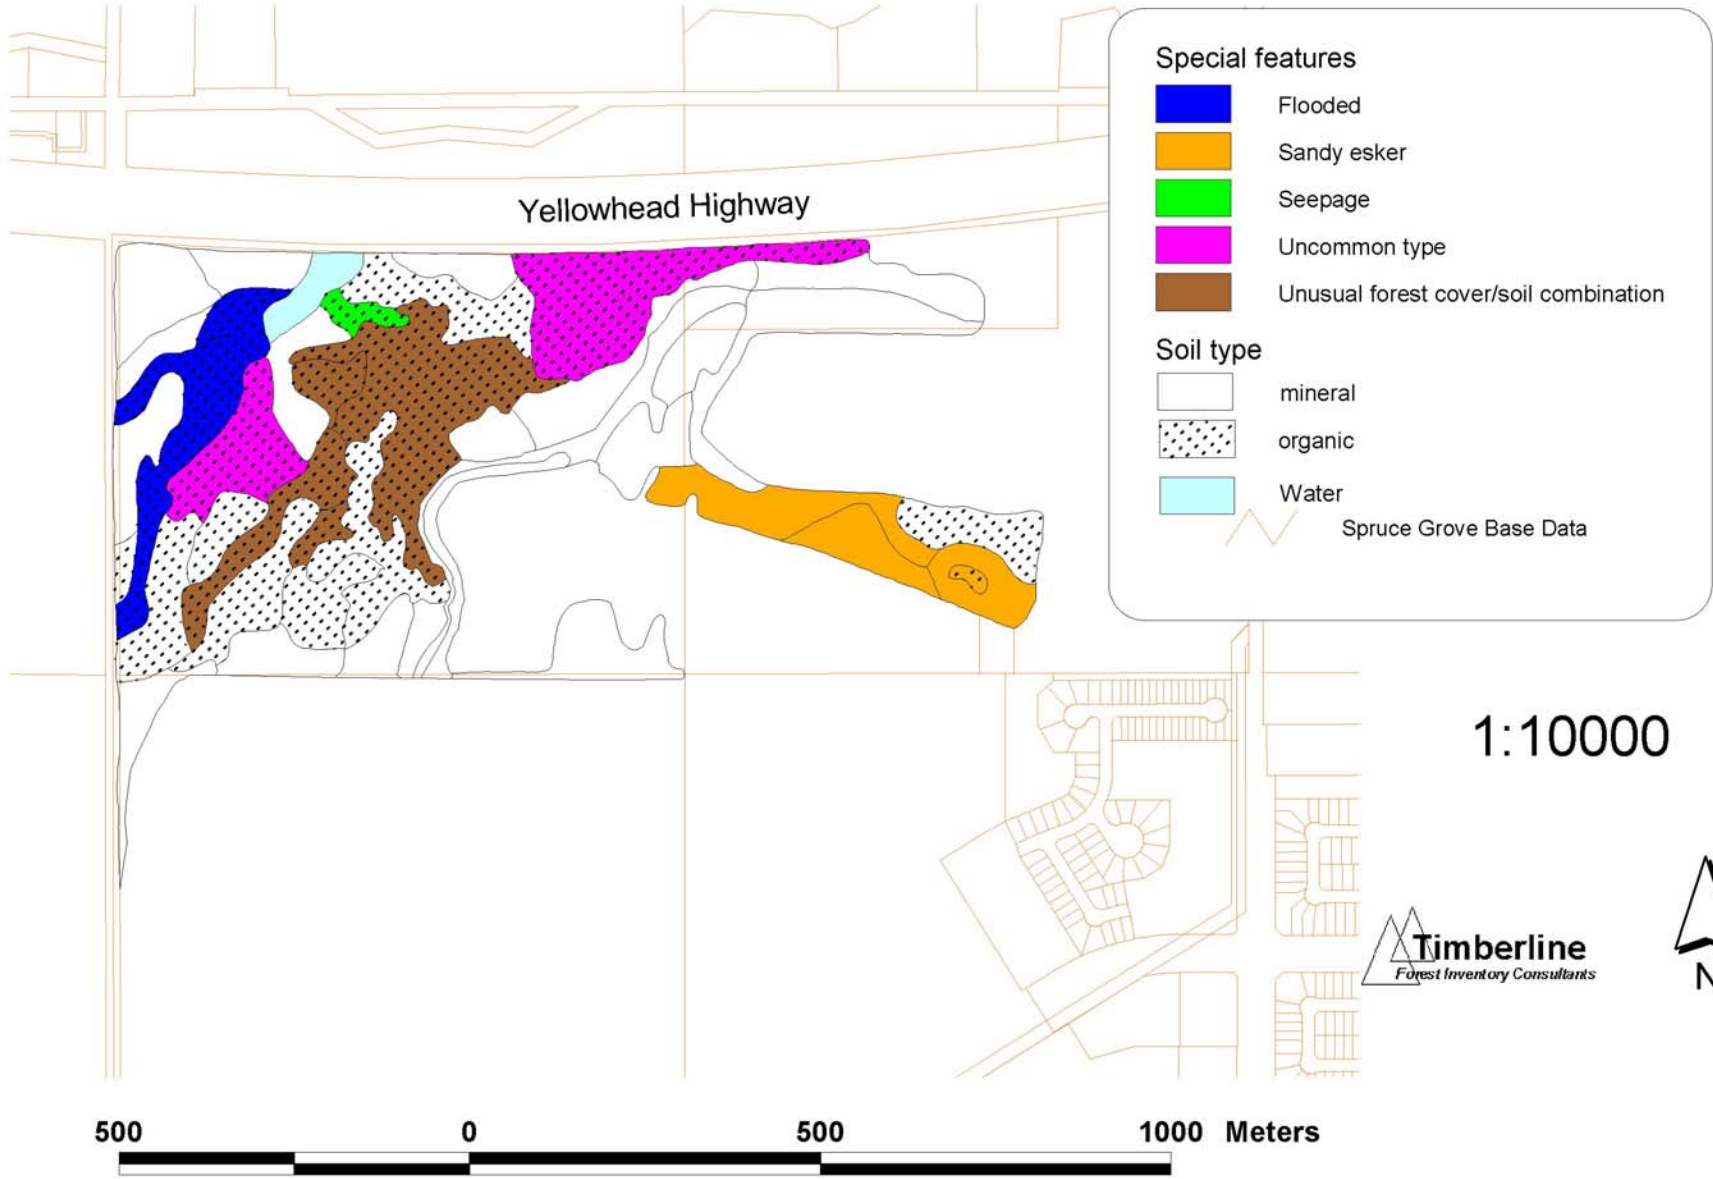 Special features
Flooded
Sandy esker
Seepage
Uncommon type
Unusual forest cover/soil combination
Soil type
mineral
organic
Water
Spruce Grove Base Data
Yellowhead Highway
1:10000
Timberline
Forest Inventory Consultants
N
500 0 500 1000 Meters